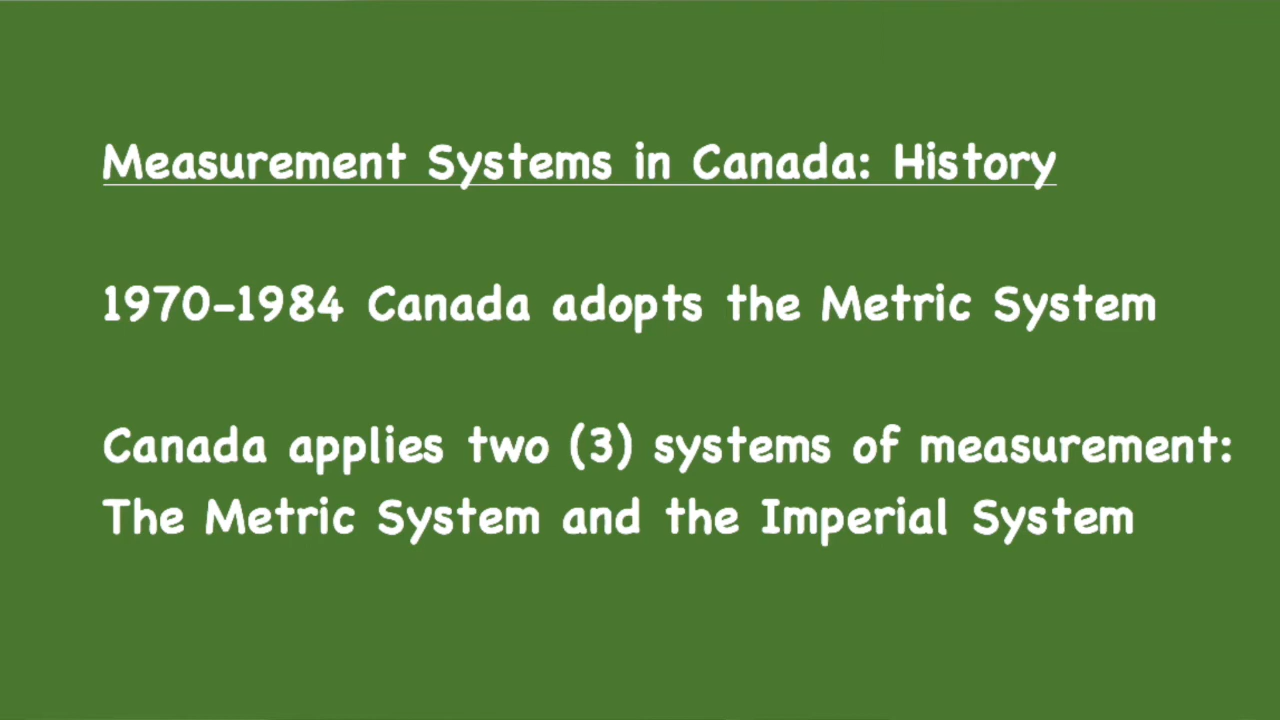 Measurement Systems in Canada: History
1970-1984 Canada adopts the Metric System
Canada applies two (3) systems of measurement:
The Metric System and the Imperial System